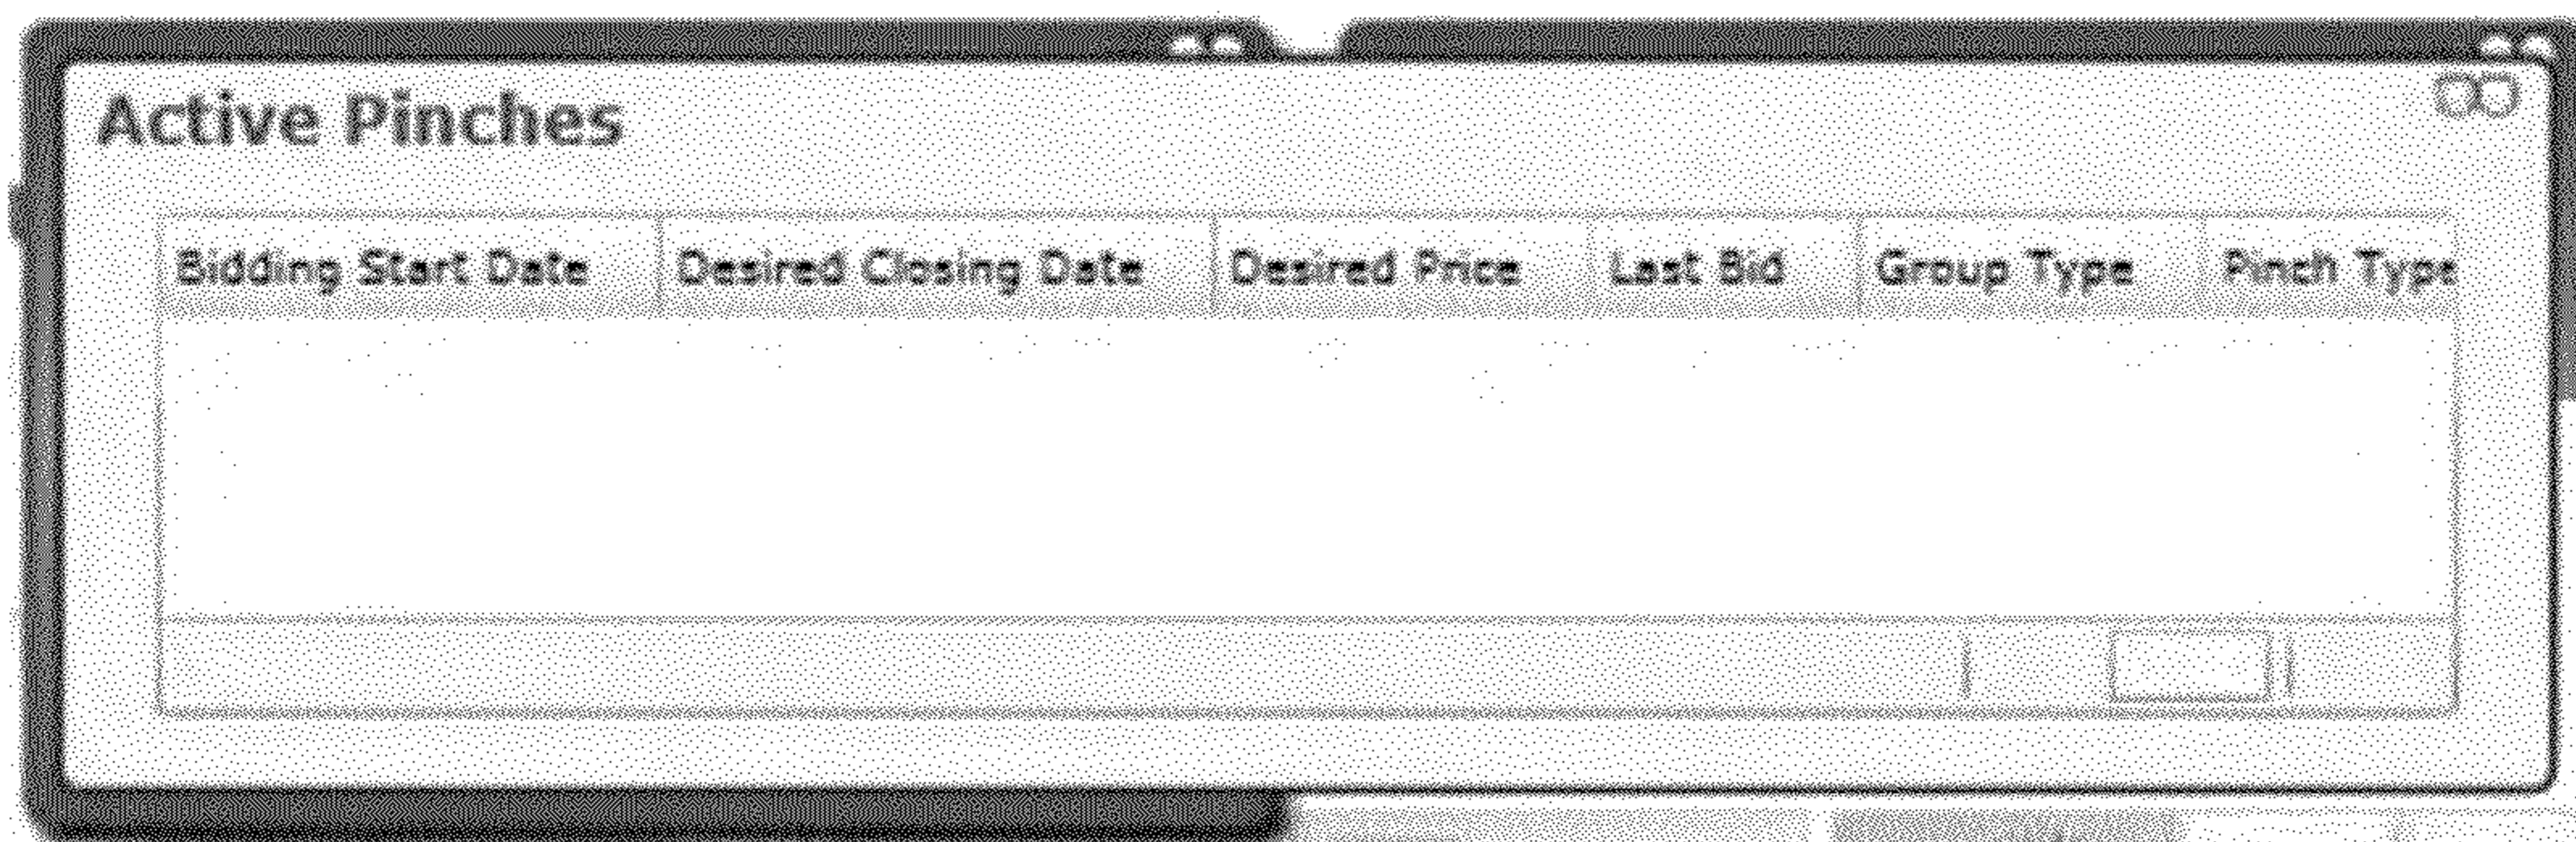 Active Pinches
Bidding Start Date Desired Closing Date Desired Price Last Bid Group Type Pinch Type